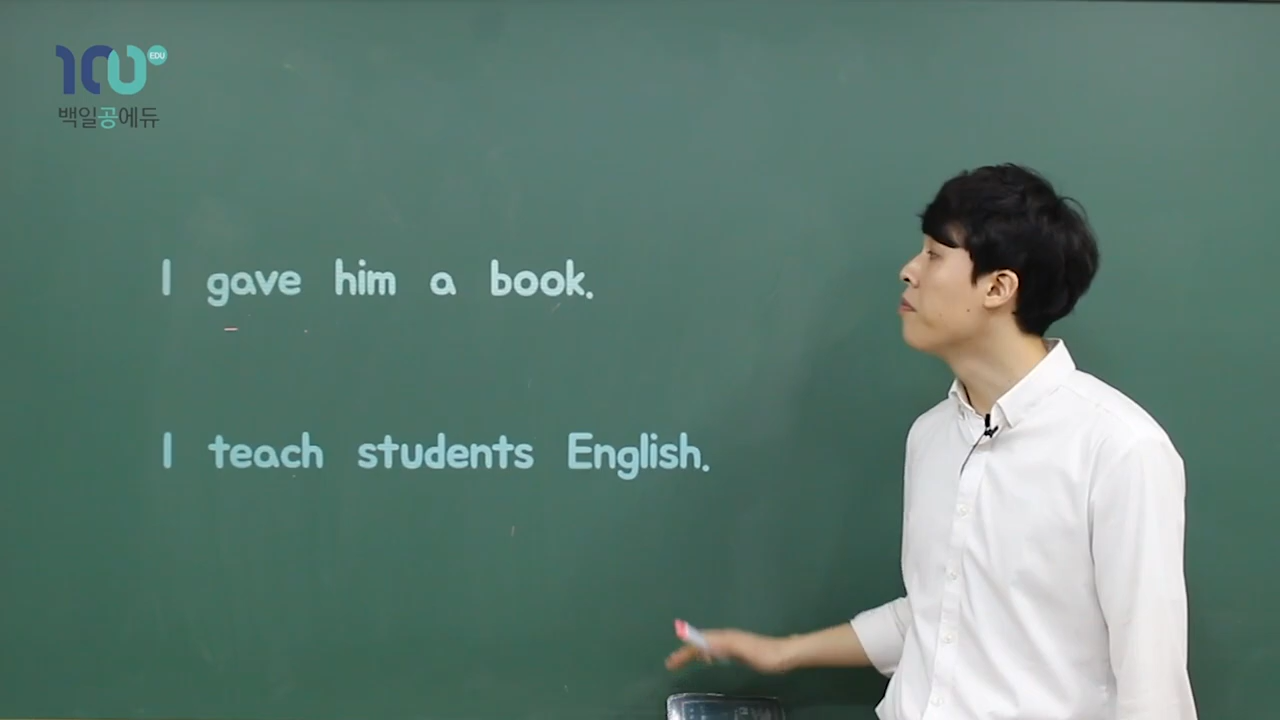 100 EDU
백일공에듀
I gave him a book.
I teach students English.